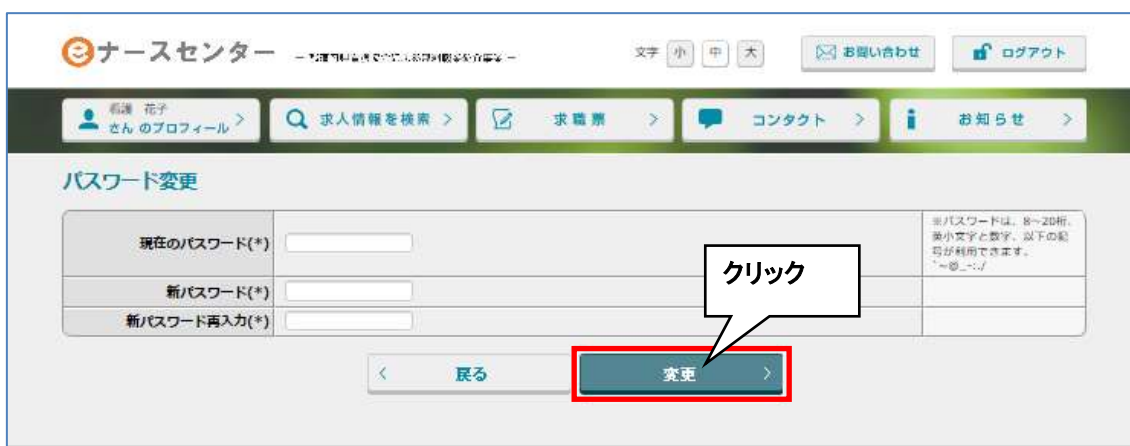 eナースセンター
文字 小 中 大
お問い合わせ
ログアウト
看護 花子
さん のプロフィール >
求人情報を検索 >
求職票 >
コンタクト >
お知らせ >
パスワード変更
現在のパスワード(*)
※パスワードは、8～20桁、
英小文字と数字、以下の記
号が利用できます。
新パスワード(*)
新パスワード再入力(*)
クリック
< 戻る
変更 >